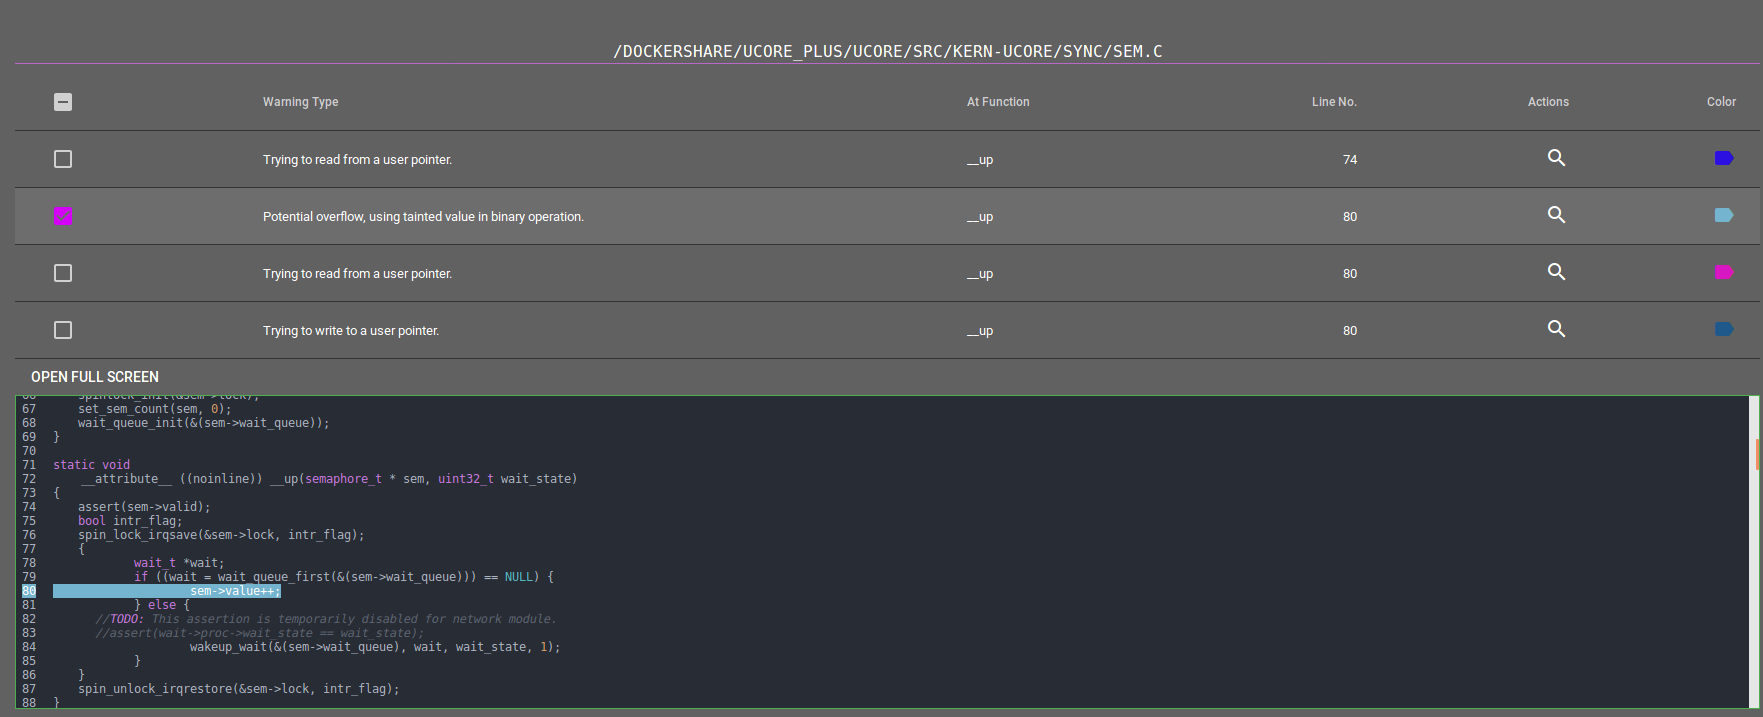 /DOCKERSHARE/UCORE_PLUS/UCORE/SRC/KERN-UCORE/SYNC/SEM.C
Warning Type At Function Line No. Actions Color
Trying to read from a user pointer. __up 74
Potential overflow, using tainted value in binary operation. __up 80
Trying to read from a user pointer. __up 80
Trying to write to a user pointer. __up 80
OPEN FULL SCREEN
66 spinlock_init(&sem->lock);
67 set_sem_count(sem, 0);
68 wait_queue_init(&(sem->wait_queue));
69 }
70
71 static void
72 __attribute__ ((noinline)) __up(semaphore_t * sem, uint32_t wait_state)
73 {
74 assert(sem->valid);
75 bool intr_flag;
76 spin_lock_irqsave(&sem->lock, intr_flag);
77 {
78 wait_t *wait;
79 if ((wait = wait_queue_first(&(sem->wait_queue))) == NULL) {
80 sem->value++;
81 } else {
82 //TODO: This assertion is temporarily disabled for network module.
83 //assert(wait->proc->wait_state == wait_state);
84 wakeup_wait(&(sem->wait_queue), wait, wait_state, 1);
85 }
86 }
87 spin_unlock_irqrestore(&sem->lock, intr_flag);
88 }